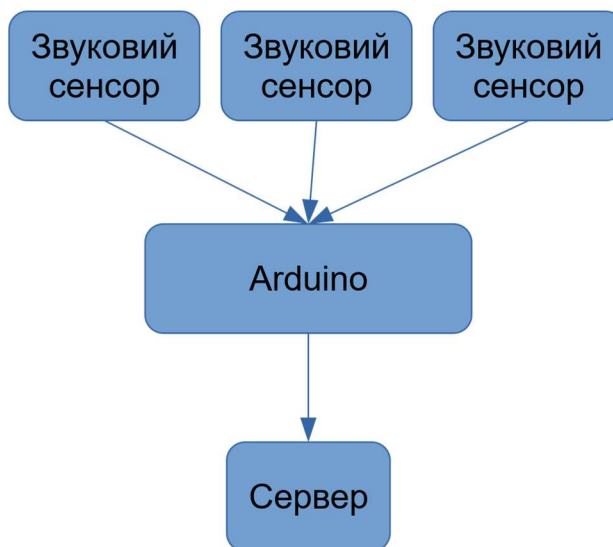 Звуковий
сенсор
Звуковий
сенсор
Звуковий
сенсор
Arduino
Сервер